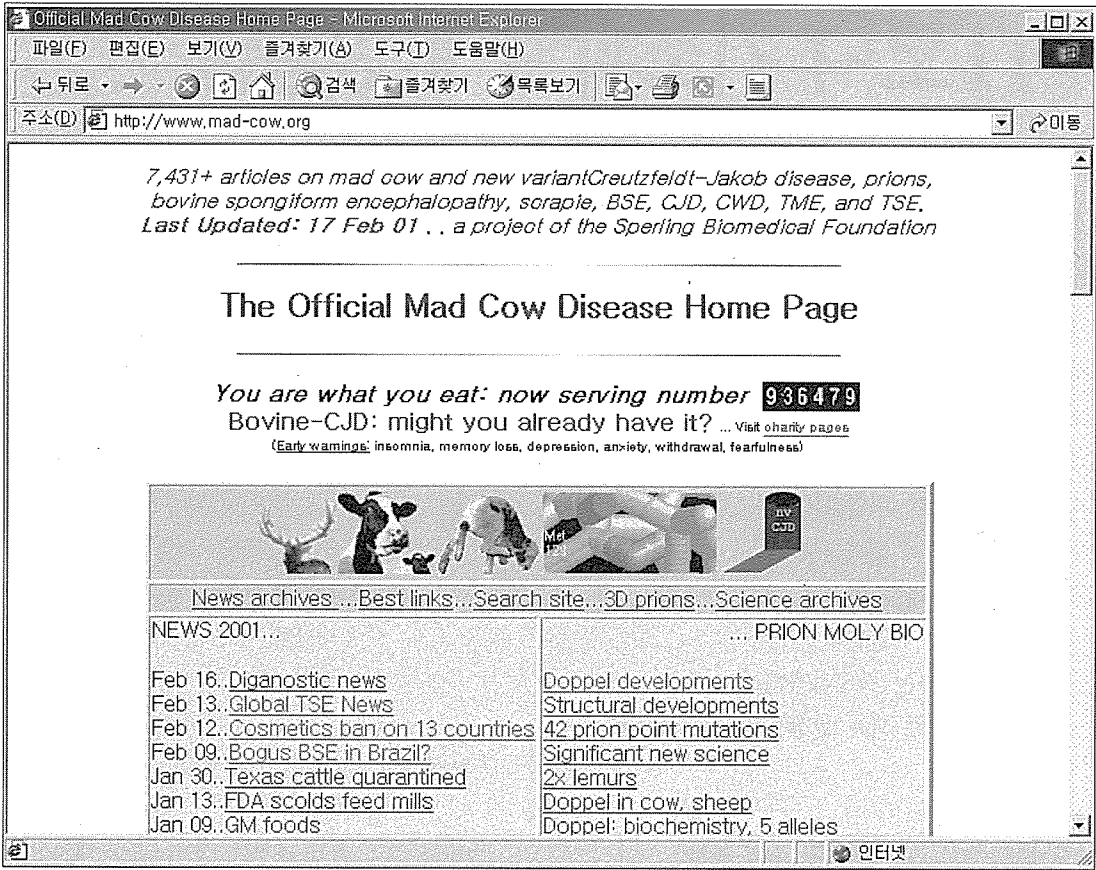 Official Mad Cow Disease Home Page - Microsoft Internet Explorer
파일(F) 편집(E) 보기(V) 즐겨찾기(A) 도구(T) 도움말(H)
뒤로 검색 즐겨찾기 목록보기
주소(D) http://www.mad-cow.org 이동
7,431+ articles on mad cow and new variantCreutzfeldt-Jakob disease, prions,
bovine spongiform encephalopathy, scrapie, BSE, CJD, CWD, TME, and TSE.
Last Updated: 17 Feb 01 . . a project of the Sperling Biomedical Foundation
The Official Mad Cow Disease Home Page
You are what you eat: now serving number 936479
Bovine-CJD: might you already have it? ... Visit charity pages
(Early warnings: insomnia, memory loss, depression, anxiety, withdrawal, fearfulness)
Met
129
nv
CJD
News archives ...Best links...Search site...3D prions...Science archives
NEWS 2001... ... PRION MOLY BIO
Feb 16..Diganostic news Doppel developments
Feb 13..Global TSE News Structural developments
Feb 12..Cosmetics ban on 13 countries 42 prion point mutations
Feb 09..Bogus BSE in Brazil? Significant new science
Jan 30..Texas cattle quarantined 2x lemurs
Jan 13..FDA scolds feed mills Doppel in cow, sheep
Jan 09..GM foods Doppel: biochemistry, 5 alleles
인터넷